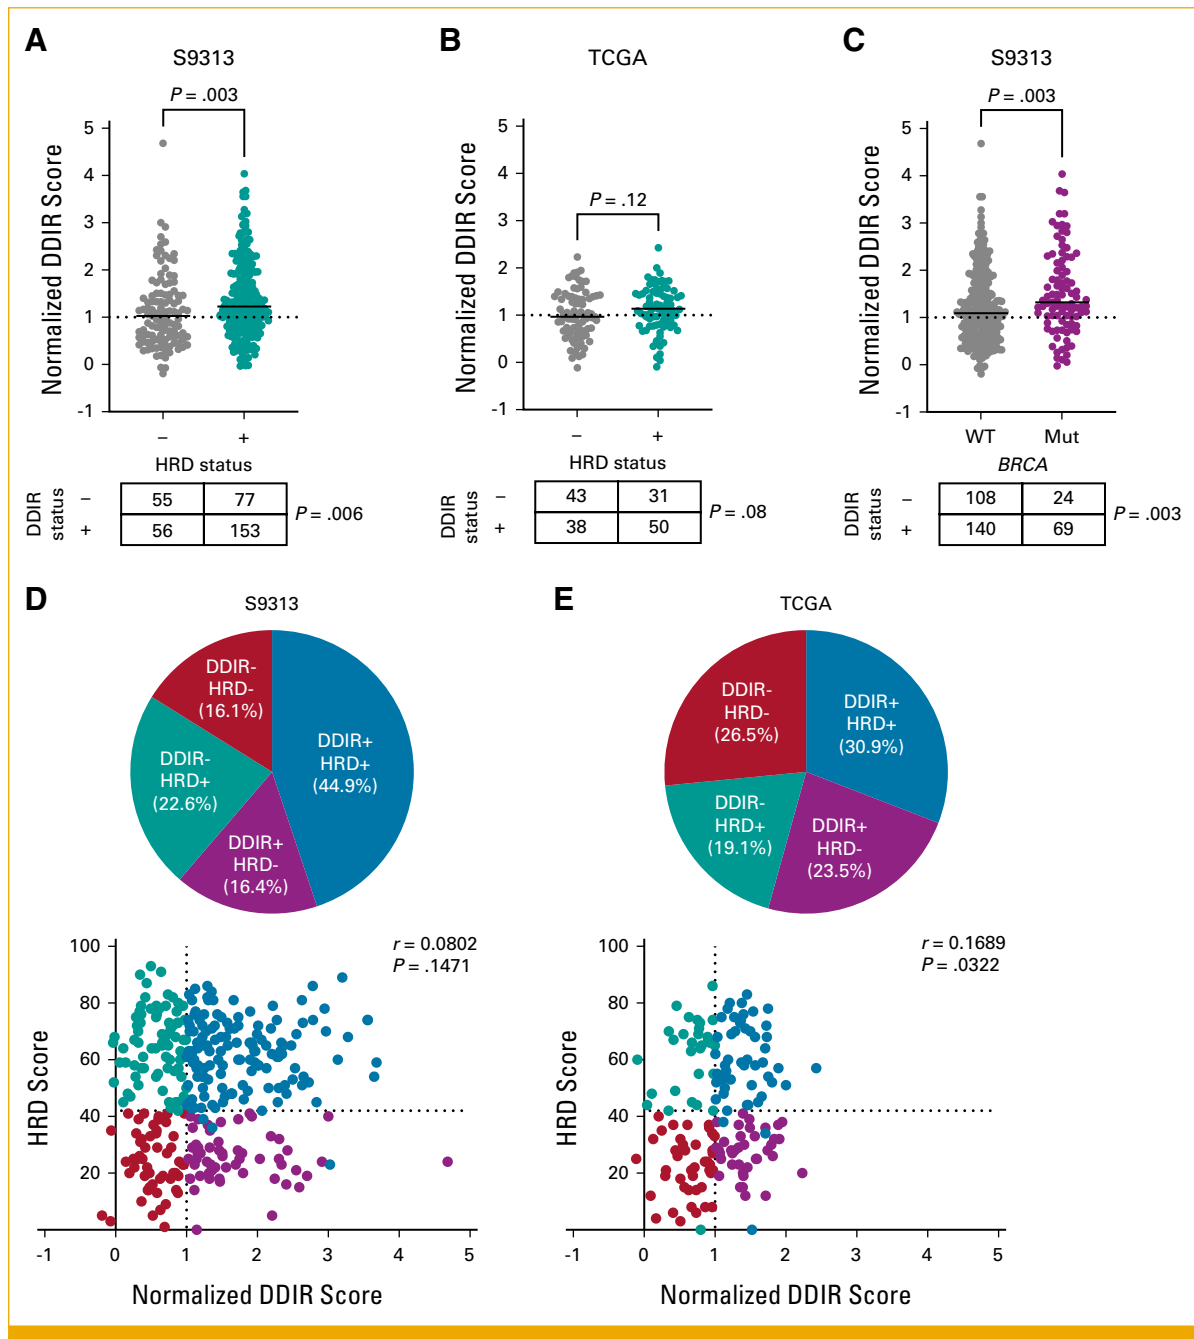 A
S9313
P = .003
Normalized DDIR Score
5
4
3
2
1
0
-1
– +
HRD status
DDIR status
– 55 77
+ 56 153
P = .006
B
TCGA
P = .12
Normalized DDIR Score
5
4
3
2
1
0
-1
– +
HRD status
DDIR status
– 43 31
+ 38 50
P = .08
C
S9313
P = .003
Normalized DDIR Score
5
4
3
2
1
0
-1
WT Mut
BRCA
DDIR status
– 108 24
+ 140 69
P = .003
D
S9313
DDIR-
HRD-
(16.1%)
DDIR+
HRD+
(44.9%)
DDIR-
HRD+
(22.6%)
DDIR+
HRD-
(16.4%)
r = 0.0802
P = .1471
HRD Score
100
80
60
40
20
-1 0 1 2 3 4 5
Normalized DDIR Score
E
TCGA
DDIR-
HRD-
(26.5%)
DDIR+
HRD+
(30.9%)
DDIR-
HRD+
(19.1%)
DDIR+
HRD-
(23.5%)
r = 0.1689
P = .0322
HRD Score
100
80
60
40
20
-1 0 1 2 3 4 5
Normalized DDIR Score